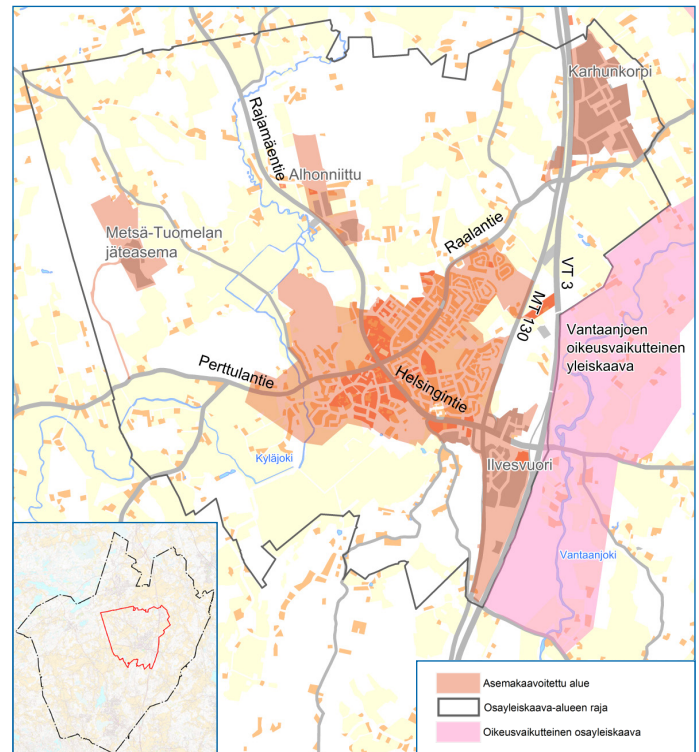 Karhunkorpi
Rajamäentie
Alhonniittu
Metsä-Tuomelan
jäteasema
Raalantie
VT 3
MT 130
Vantaanjoen
oikeusvaikutteinen
yleiskaava
Perttulantie
Helsingintie
Kyläjoki
Ilvesvuori
Vantaanjoki
Asemakaavoitettu alue
Osayleiskaava-alueen raja
Oikeusvaikutteinen osayleiskaava